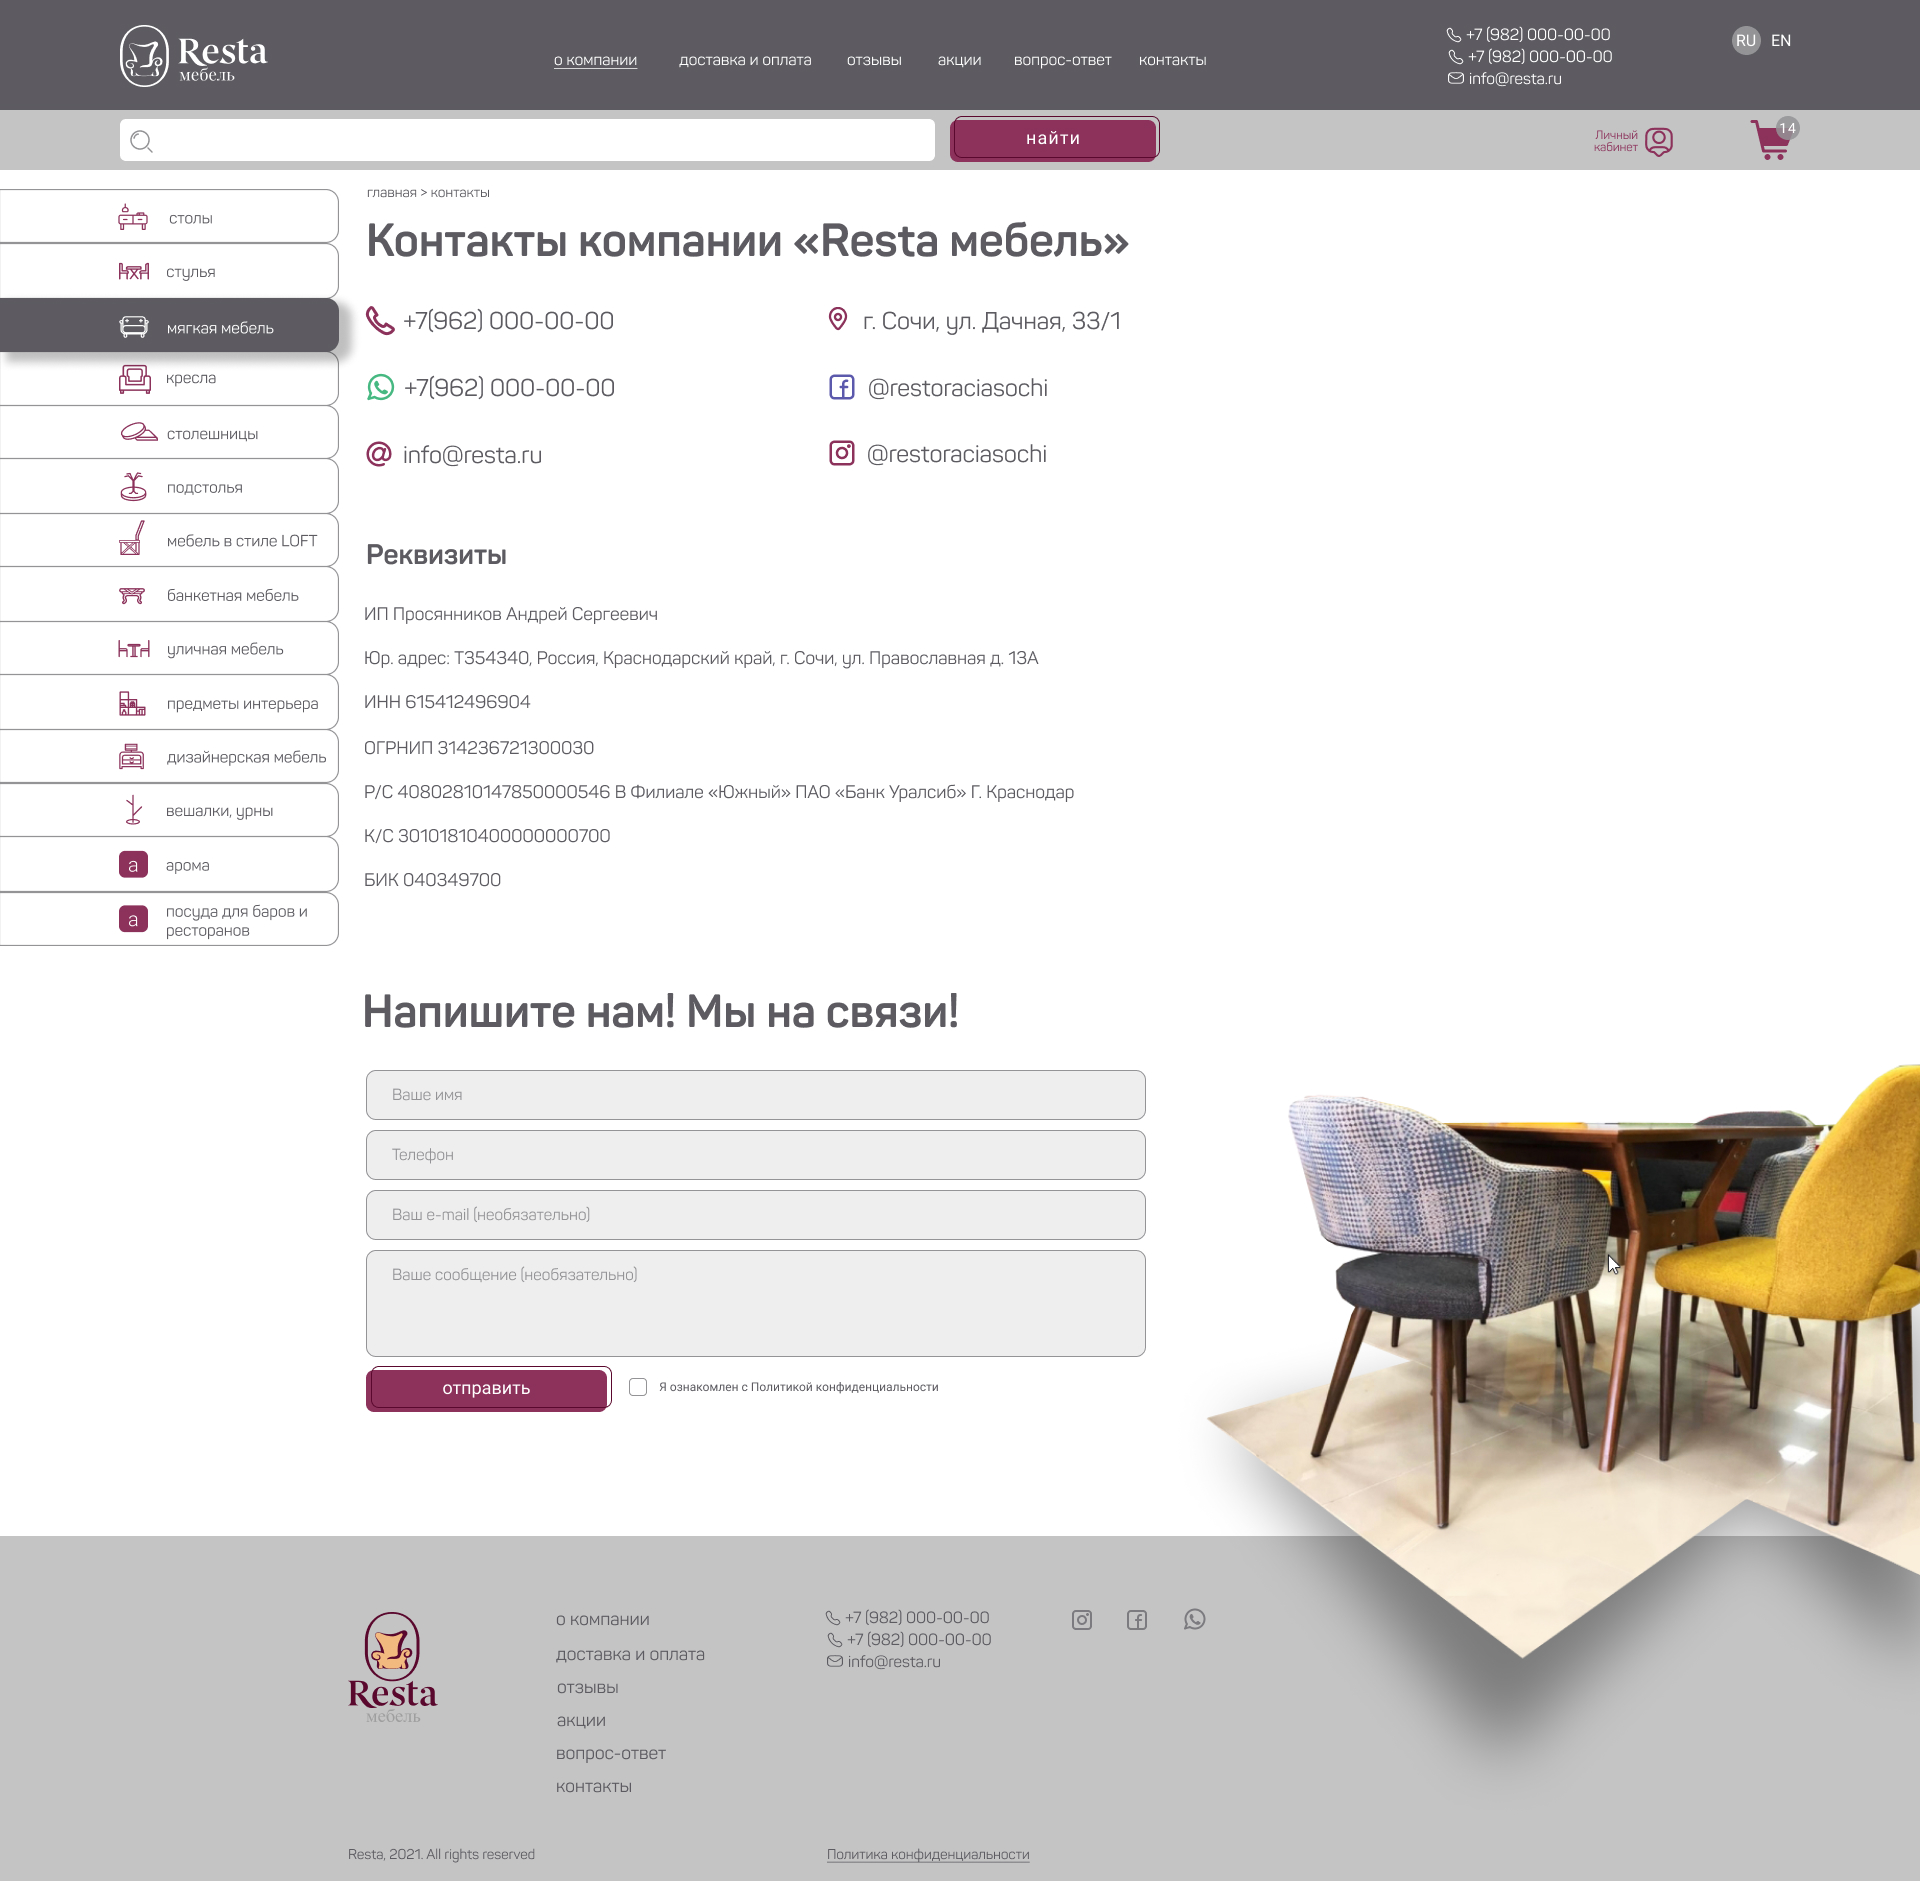 Resta
мебель
о компании
доставка и оплата
отзывы
акции
вопрос-ответ
контакты
+7 (982) 000-00-00
+7 (982) 000-00-00
info@resta.ru
RU EN
найти
Личный
кабинет
14
столы
стулья
мягкая мебель
кресла
столешницы
подстолья
мебель в стиле LOFT
банкетная мебель
уличная мебель
предметы интерьера
дизайнерская мебель
вешалки, урны
a арома
a посуда для баров и
ресторанов
главная > контакты
Контакты компании «Resta мебель»
+7(962) 000-00-00
г. Сочи, ул. Дачная, 33/1
+7(962) 000-00-00
@restoraciasochi
info@resta.ru
@restoraciasochi
Реквизиты
ИП Просянников Андрей Сергеевич
Юр. адрес: Т354340, Россия, Краснодарский край, г. Сочи, ул. Православная д. 13А
ИНН 615412496904
ОГРНИП 314236721300030
Р/С 40802810147850000546 В Филиале «Южный» ПАО «Банк Уралсиб» Г. Краснодар
К/С 30101810400000000700
БИК 040349700
Напишите нам! Мы на связи!
Ваше имя
Телефон
Ваш e-mail (необязательно)
Ваше сообщение (необязательно)
отправить
Я ознакомлен с Политикой конфиденциальности
Resta
мебель
о компании
доставка и оплата
отзывы
акции
вопрос-ответ
контакты
+7 (982) 000-00-00
+7 (982) 000-00-00
info@resta.ru
Resta, 2021. All rights reserved
Политика конфиденциальности